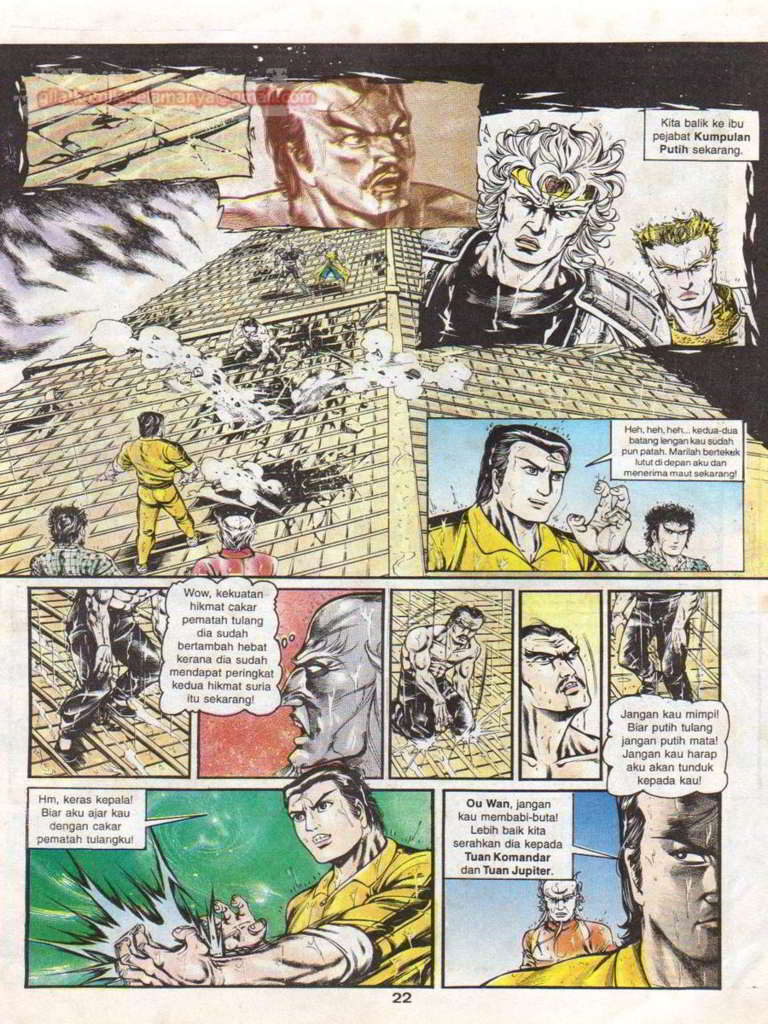 Kita balik ke ibu
pejabat Kumpulan
Putih sekarang.
Heh, heh, heh... kedua-dua
batang lengan kau sudah
pun patah. Marilah bertekuk
lutut di depan aku dan
menerima maut sekarang!
Wow, kekuatan
hikmat cakar
pematah tulang
dia sudah
bertambah hebat
kerana dia sudah
mendapat peringkat
kedua hikmat suria
itu sekarang!
Jangan kau mimpi!
Biar putih tulang
jangan putih mata!
Jangan kau harap
aku akan tunduk
kepada kau!
Hm, keras kepala!
Biar aku ajar kau
dengan cakar
pematah tulangku!
Ou Wan, jangan
kau membabi-buta!
Lebih baik kita
serahkan dia kepada
Tuan Komandar
dan Tuan Jupiter.
22